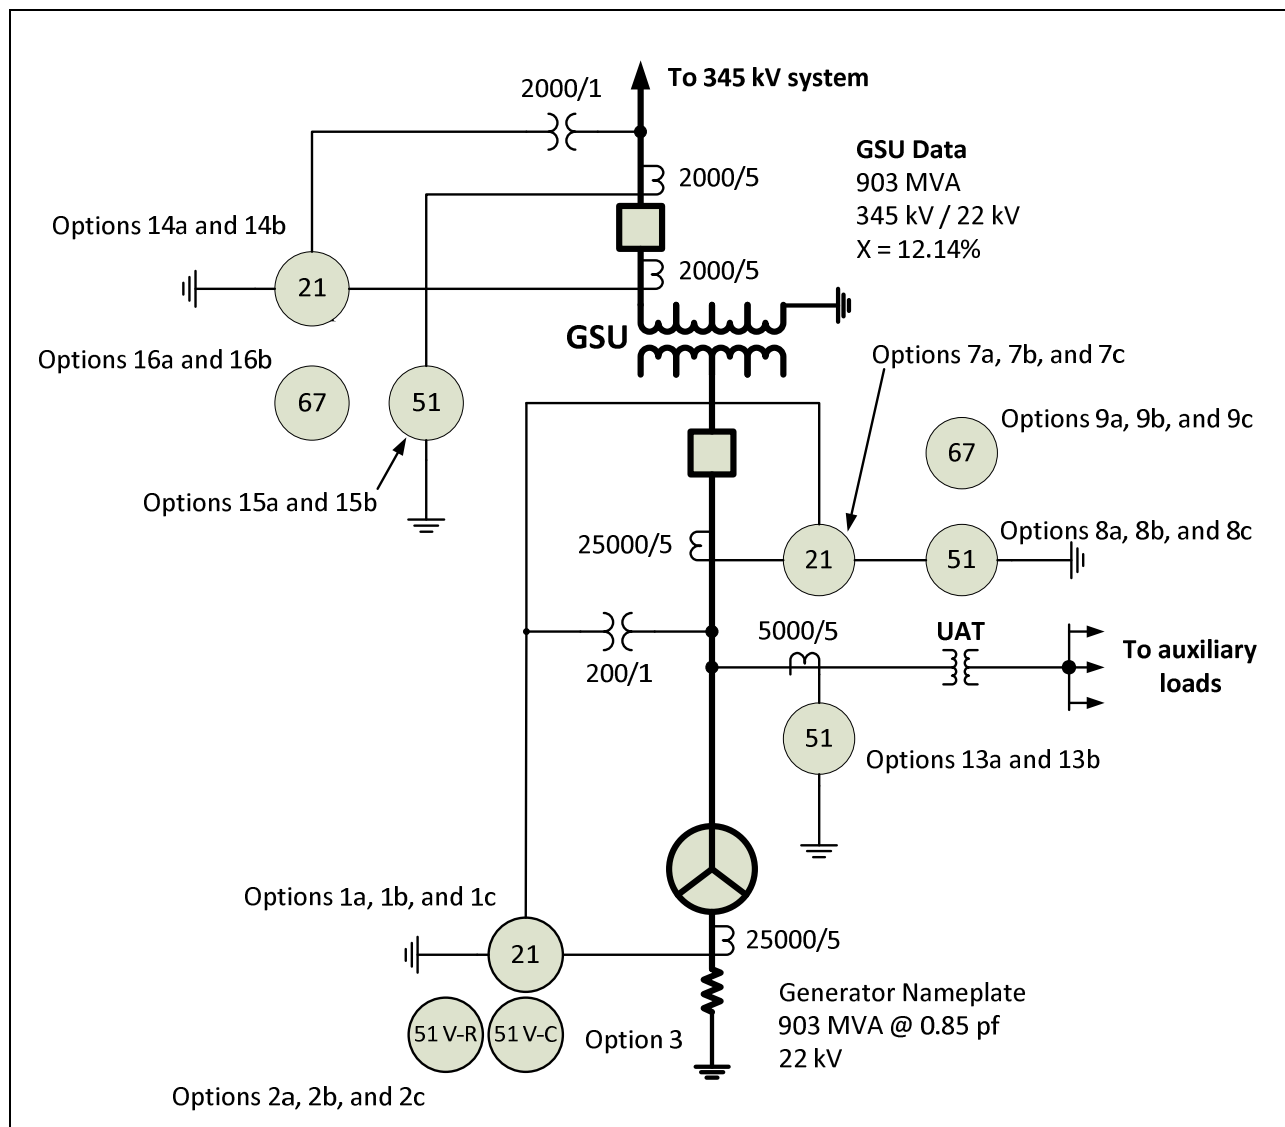 To 345 kV system
2000/1
GSU Data
903 MVA
345 kV / 22 kV
X = 12.14%
2000/5
Options 14a and 14b
2000/5
21
GSU
Options 16a and 16b
67
51
Options 15a and 15b
Options 7a, 7b, and 7c
67
Options 9a, 9b, and 9c
25000/5
21
51
Options 8a, 8b, and 8c
200/1
5000/5
UAT
To auxiliary
loads
51
Options 13a and 13b
Options 1a, 1b, and 1c
21
25000/5
51 V-R
51 V-C
Option 3
Options 2a, 2b, and 2c
Generator Nameplate
903 MVA @ 0.85 pf
22 kV